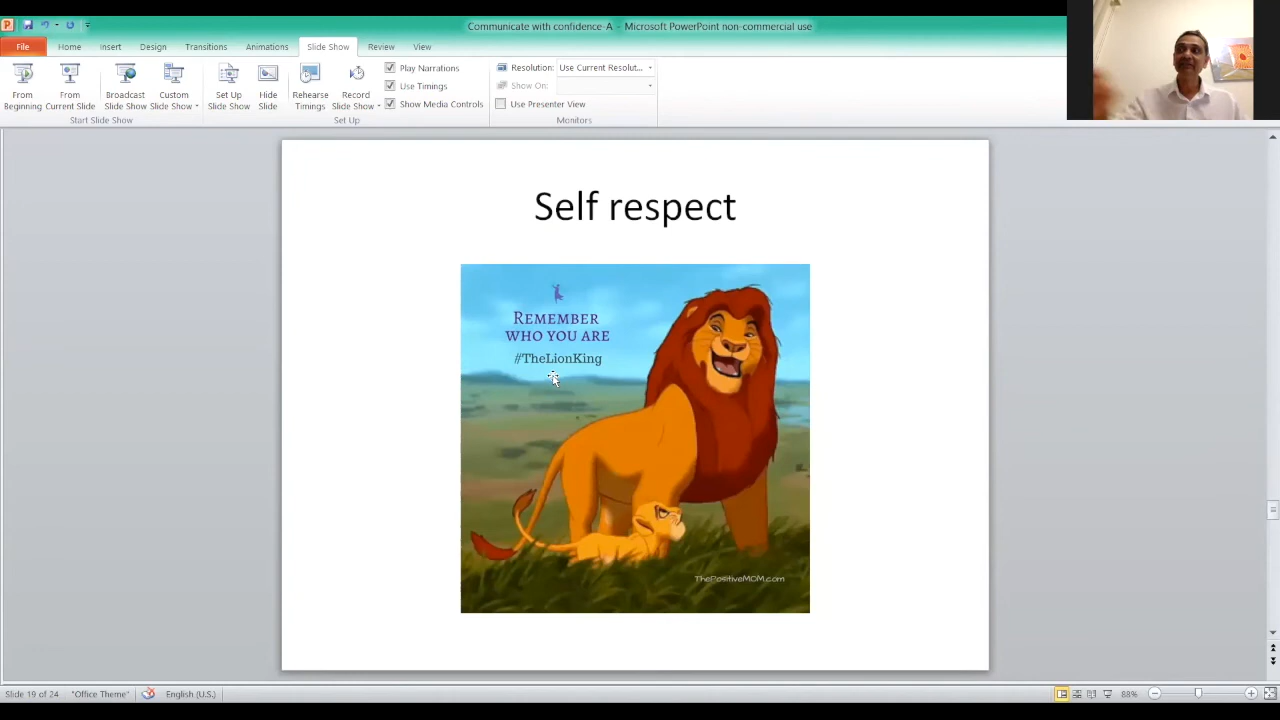 Communicate with confidence-A - Microsoft PowerPoint non-commercial use
File Home Insert Design Transitions Animations Slide Show Review View
From Beginning
From Current Slide
Broadcast Slide Show
Custom Slide Show
Set Up Slide Show
Hide Slide
Rehearse Timings
Record Slide Show
Play Narrations
Use Timings
Show Media Controls
Resolution: Use Current Resolut...
Show On:
Use Presenter View
Start Slide Show
Set Up
Monitors
Self respect
REMEMBER
WHO YOU ARE
#TheLionKing
ThePositiveMOM.com
Slide 19 of 24 "Office Theme" English (U.S.) 88%